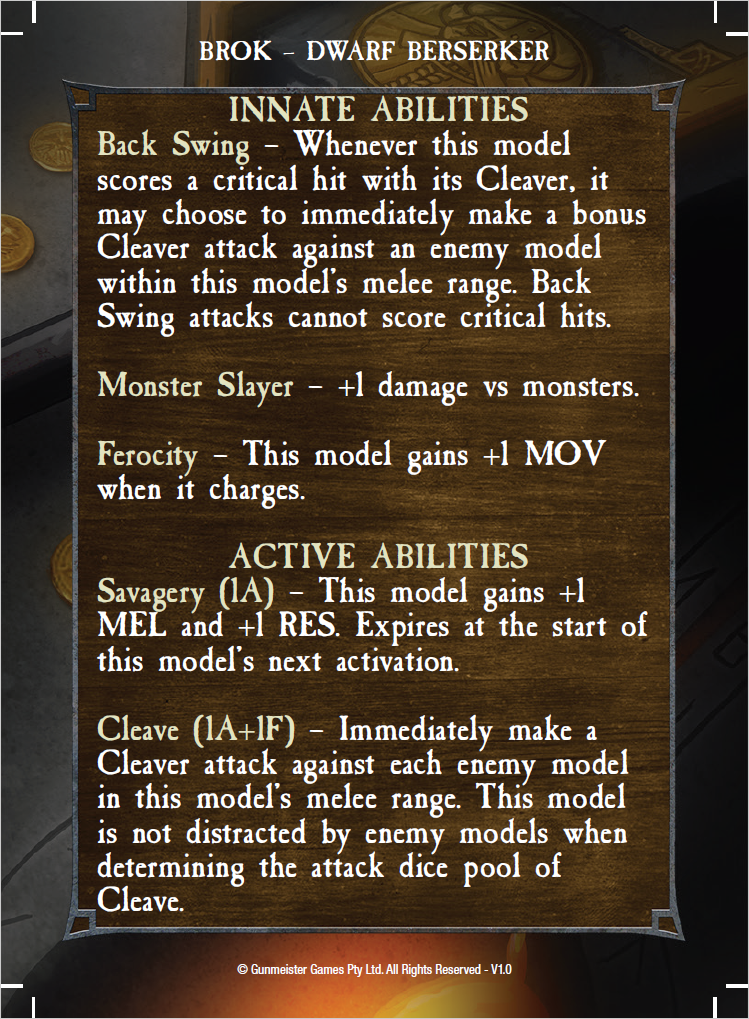 BROK – DWARF BERSERKER
INNATE ABILITIES
Back Swing – Whenever this model
scores a critical hit with its Cleaver, it
may choose to immediately make a bonus
Cleaver attack against an enemy model
within this model's melee range. Back
Swing attacks cannot score critical hits.
Monster Slayer – +1 damage vs monsters.
Ferocity – This model gains +1 MOV
when it charges.
ACTIVE ABILITIES
Savagery (1A) – This model gains +1
MEL and +1 RES. Expires at the start of
this model's next activation.
Cleave (1A+1F) – Immediately make a
Cleaver attack against each enemy model
in this model's melee range. This model
is not distracted by enemy models when
determining the attack dice pool of
Cleave.
© Gunmeister Games Pty Ltd. All Rights Reserved - V1.0